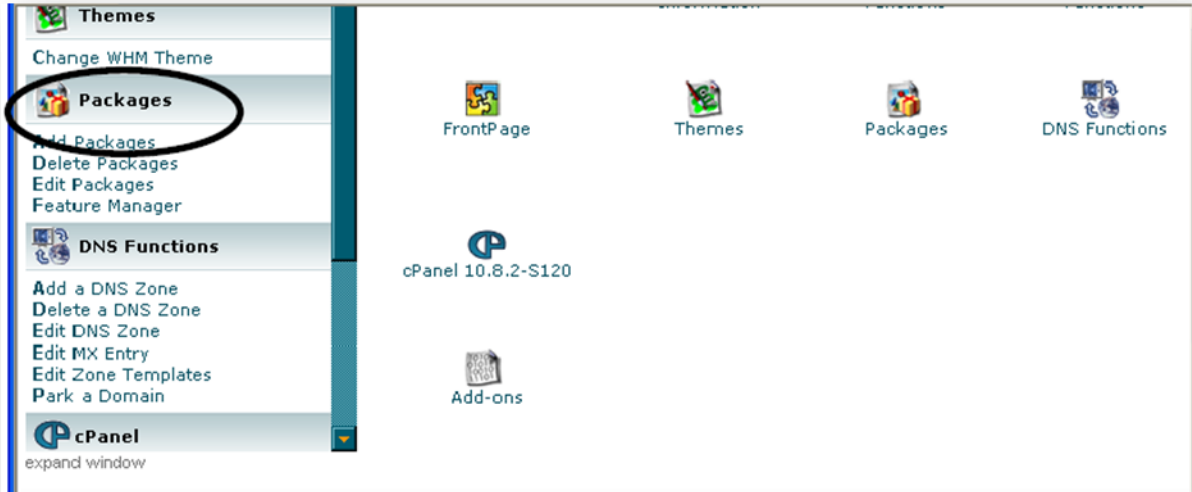 Themes
Change WHM Theme
Packages
Add Packages
Delete Packages
Edit Packages
Feature Manager
DNS Functions
Add a DNS Zone
Delete a DNS Zone
Edit DNS Zone
Edit MX Entry
Edit Zone Templates
Park a Domain
cPanel
expand window
FrontPage
Themes
Packages
DNS Functions
cPanel 10.8.2-S120
Add-ons